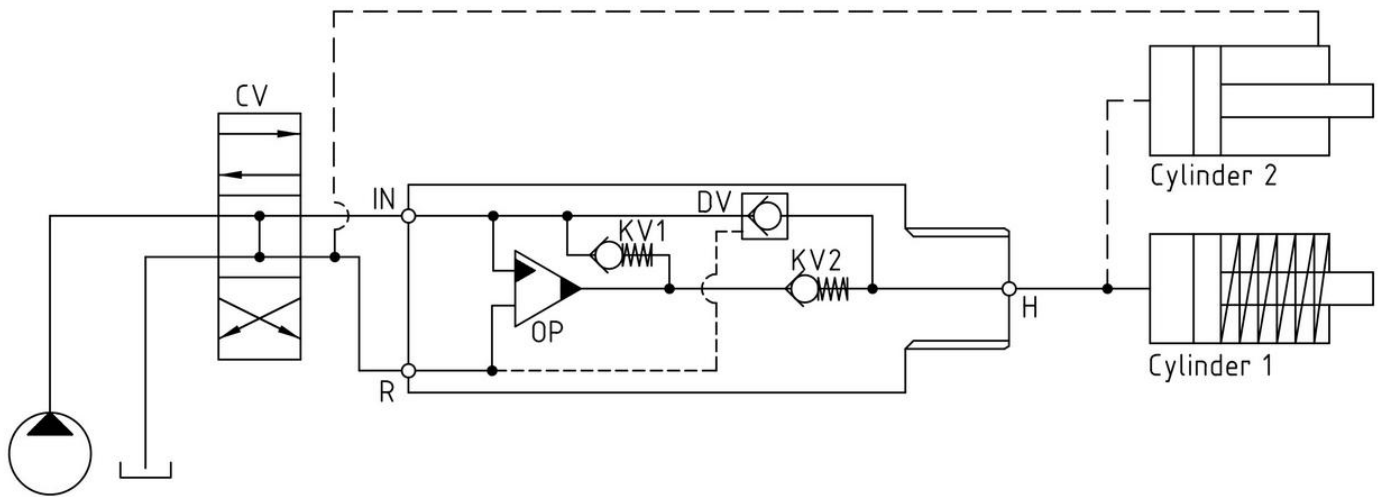 CV
IN
DV
KV1
KV2
OP
H
R
Cylinder 2
Cylinder 1